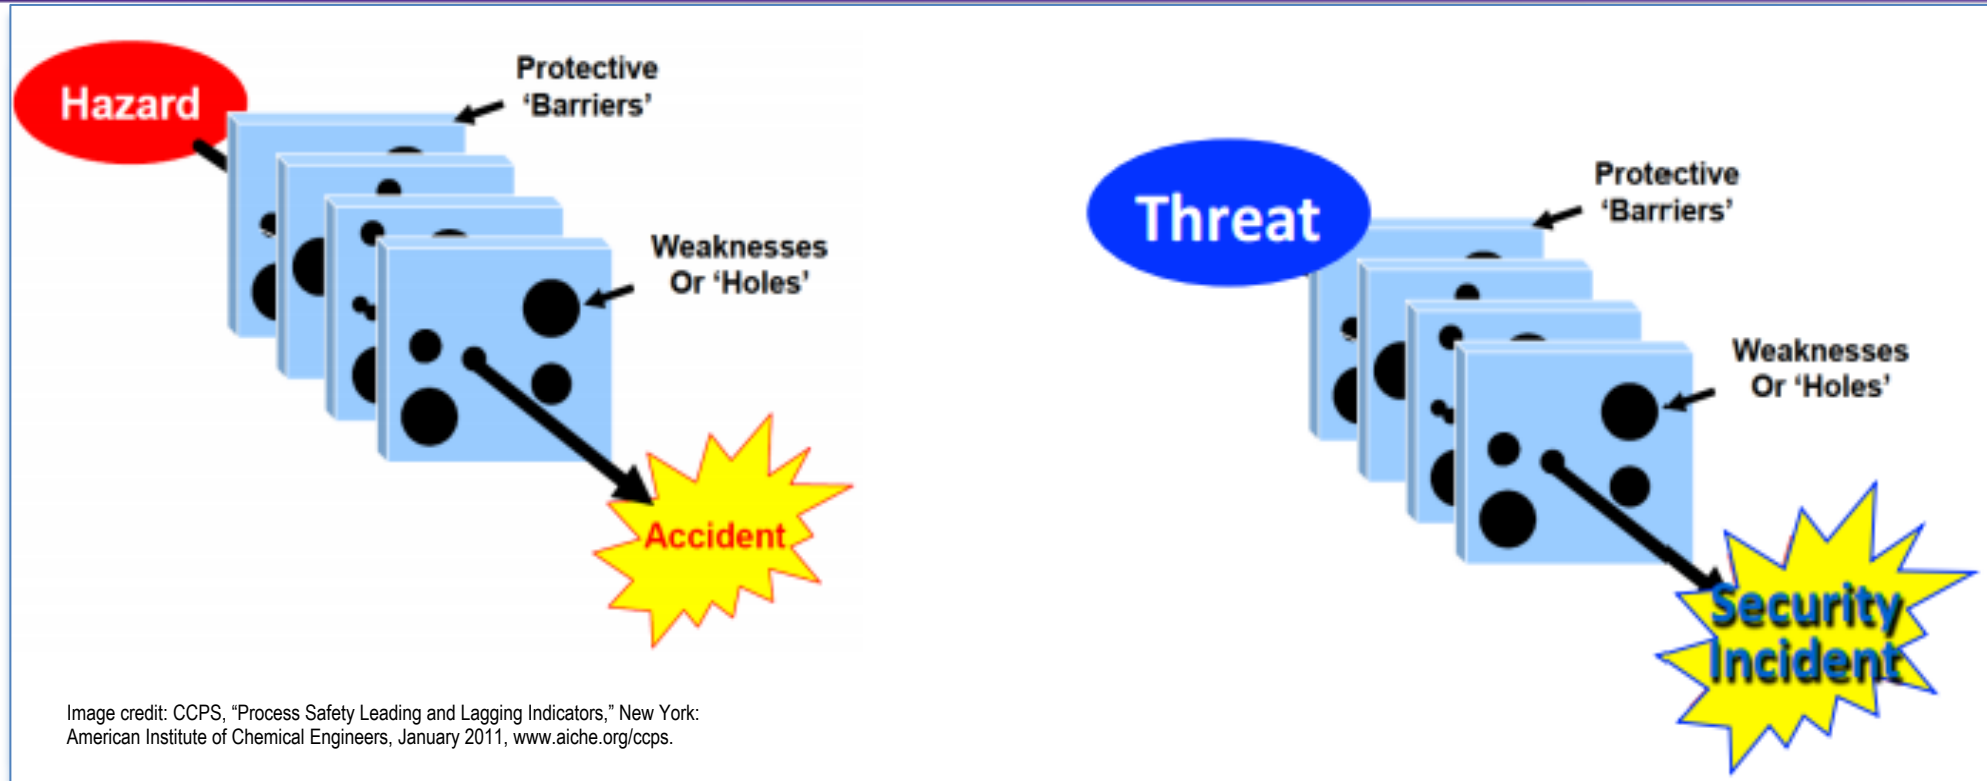 Hazard
Protective
‘Barriers’
Weaknesses
Or ‘Holes’
Accident
Threat
Protective
‘Barriers’
Weaknesses
Or ‘Holes’
Security
Incident
Image credit: CCPS, “Process Safety Leading and Lagging Indicators,” New York:
American Institute of Chemical Engineers, January 2011, www.aiche.org/ccps.